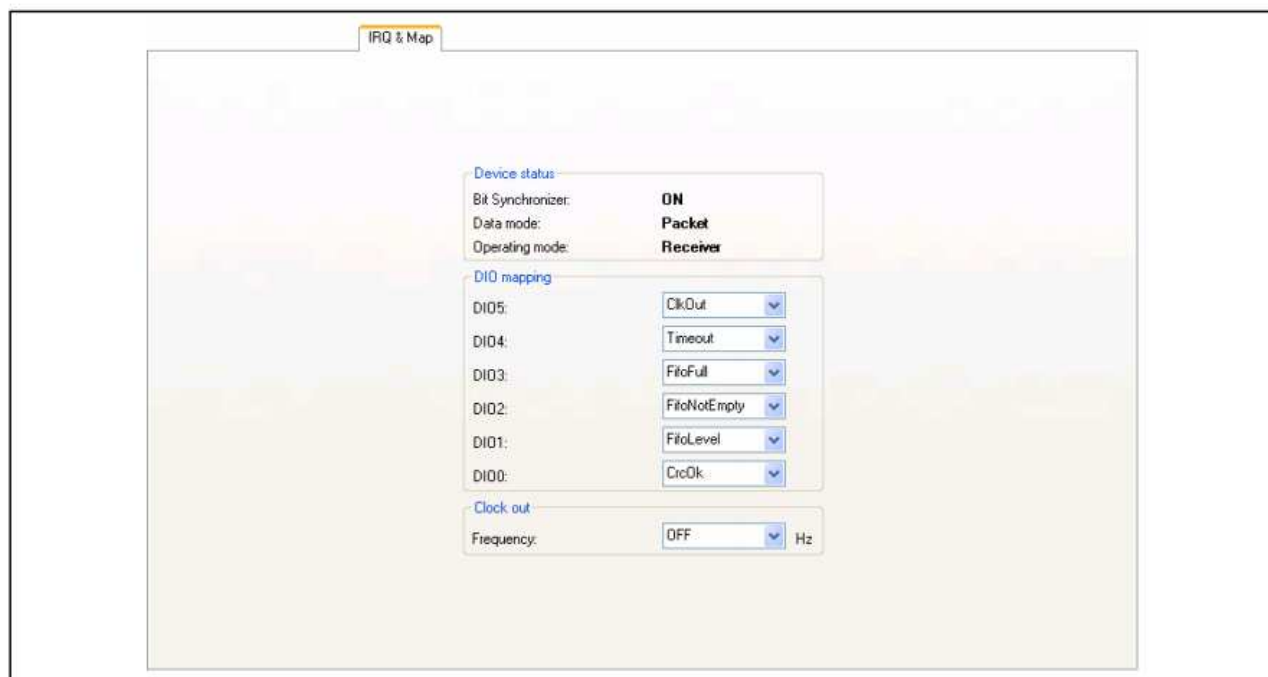 IRQ & Map
Device status
Bit Synchronizer: ON
Data mode: Packet
Operating mode: Receiver
DIO mapping
DIO5: ClkOut
DIO4: Timeout
DIO3: FifoFull
DIO2: FifoNotEmpty
DIO1: FifoLevel
DIO0: CrcOk
Clock out
Frequency: OFF Hz